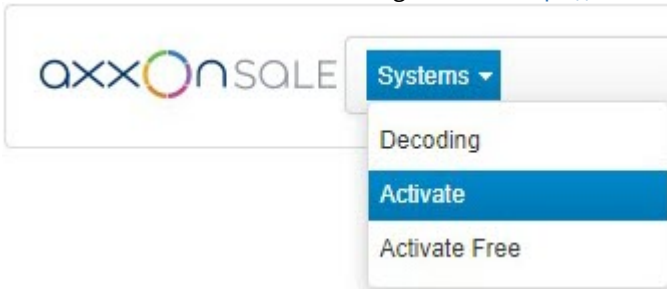 axxonsale
Systems
Decoding
Activate
Activate Free